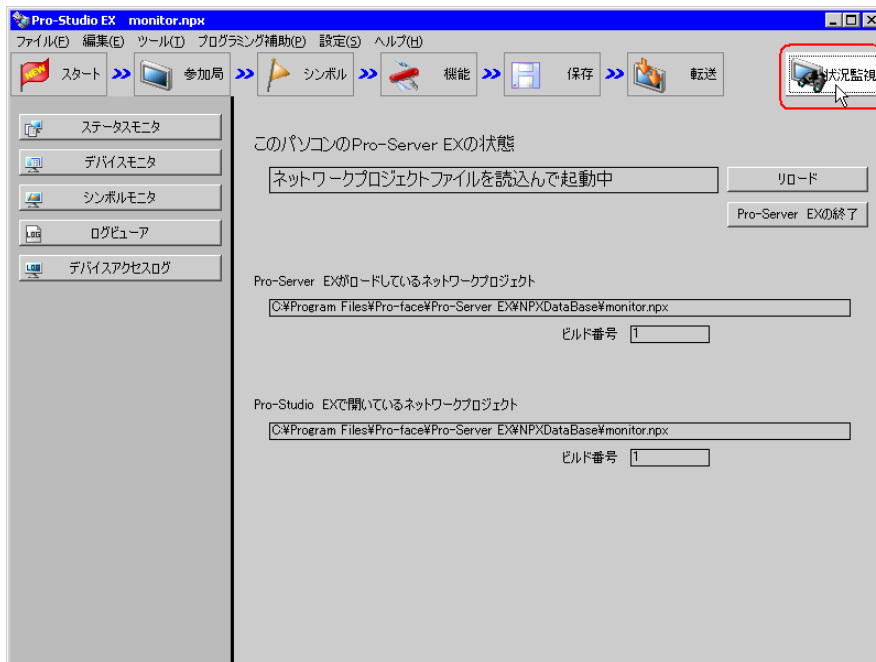 Pro-Studio EX monitor.npx
ファイル(F) 編集(E) ツール(T) プログラミング補助(P) 設定(S) ヘルプ(H)
NEW スタート 参加局 シンボル 機能 保存 転送 状況監視
ステータスモニタ
デバイスモニタ
シンボルモニタ
LOG ログビューア
LOG デバイスアクセスログ
このパソコンのPro-Server EXの状態
ネットワークプロジェクトファイルを読込んで起動中
リロード
Pro-Server EXの終了
Pro-Server EXがロードしているネットワークプロジェクト
C:¥Program Files¥Pro-face¥Pro-Server EX¥NPXDataBase¥monitor.npx
ビルド番号 1
Pro-Studio EXで開いているネットワークプロジェクト
C:¥Program Files¥Pro-face¥Pro-Server EX¥NPXDataBase¥monitor.npx
ビルド番号 1